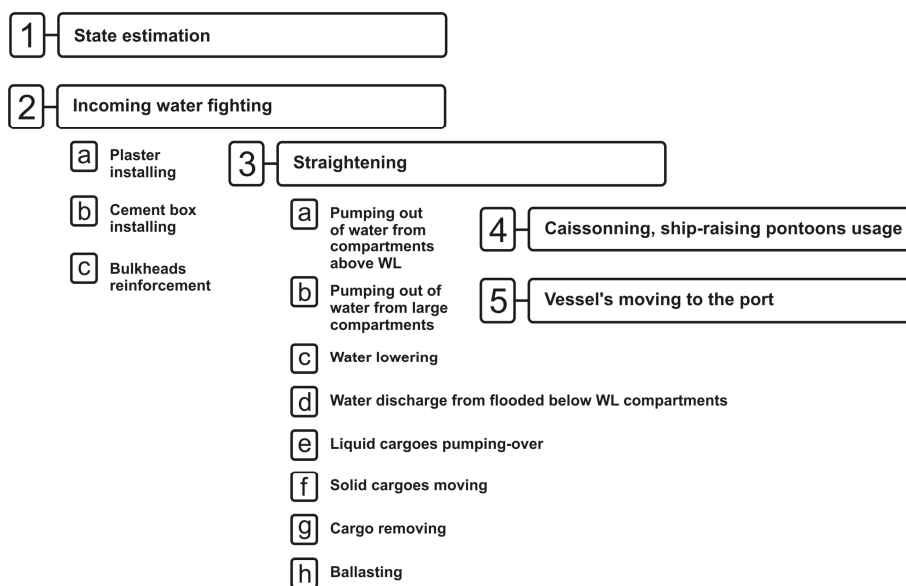 1 State estimation
2 Incoming water fighting
a Plaster
installing
b Cement box
installing
c Bulkheads
reinforcement
3 Straightening
a Pumping out
of water from
compartments
above WL
b Pumping out of
water from large
compartments
c Water lowering
d Water discharge from flooded below WL compartments
e Liquid cargoes pumping-over
f Solid cargoes moving
g Cargo removing
h Ballasting
4 Caissonning, ship-raising pontoons usage
5 Vessel's moving to the port